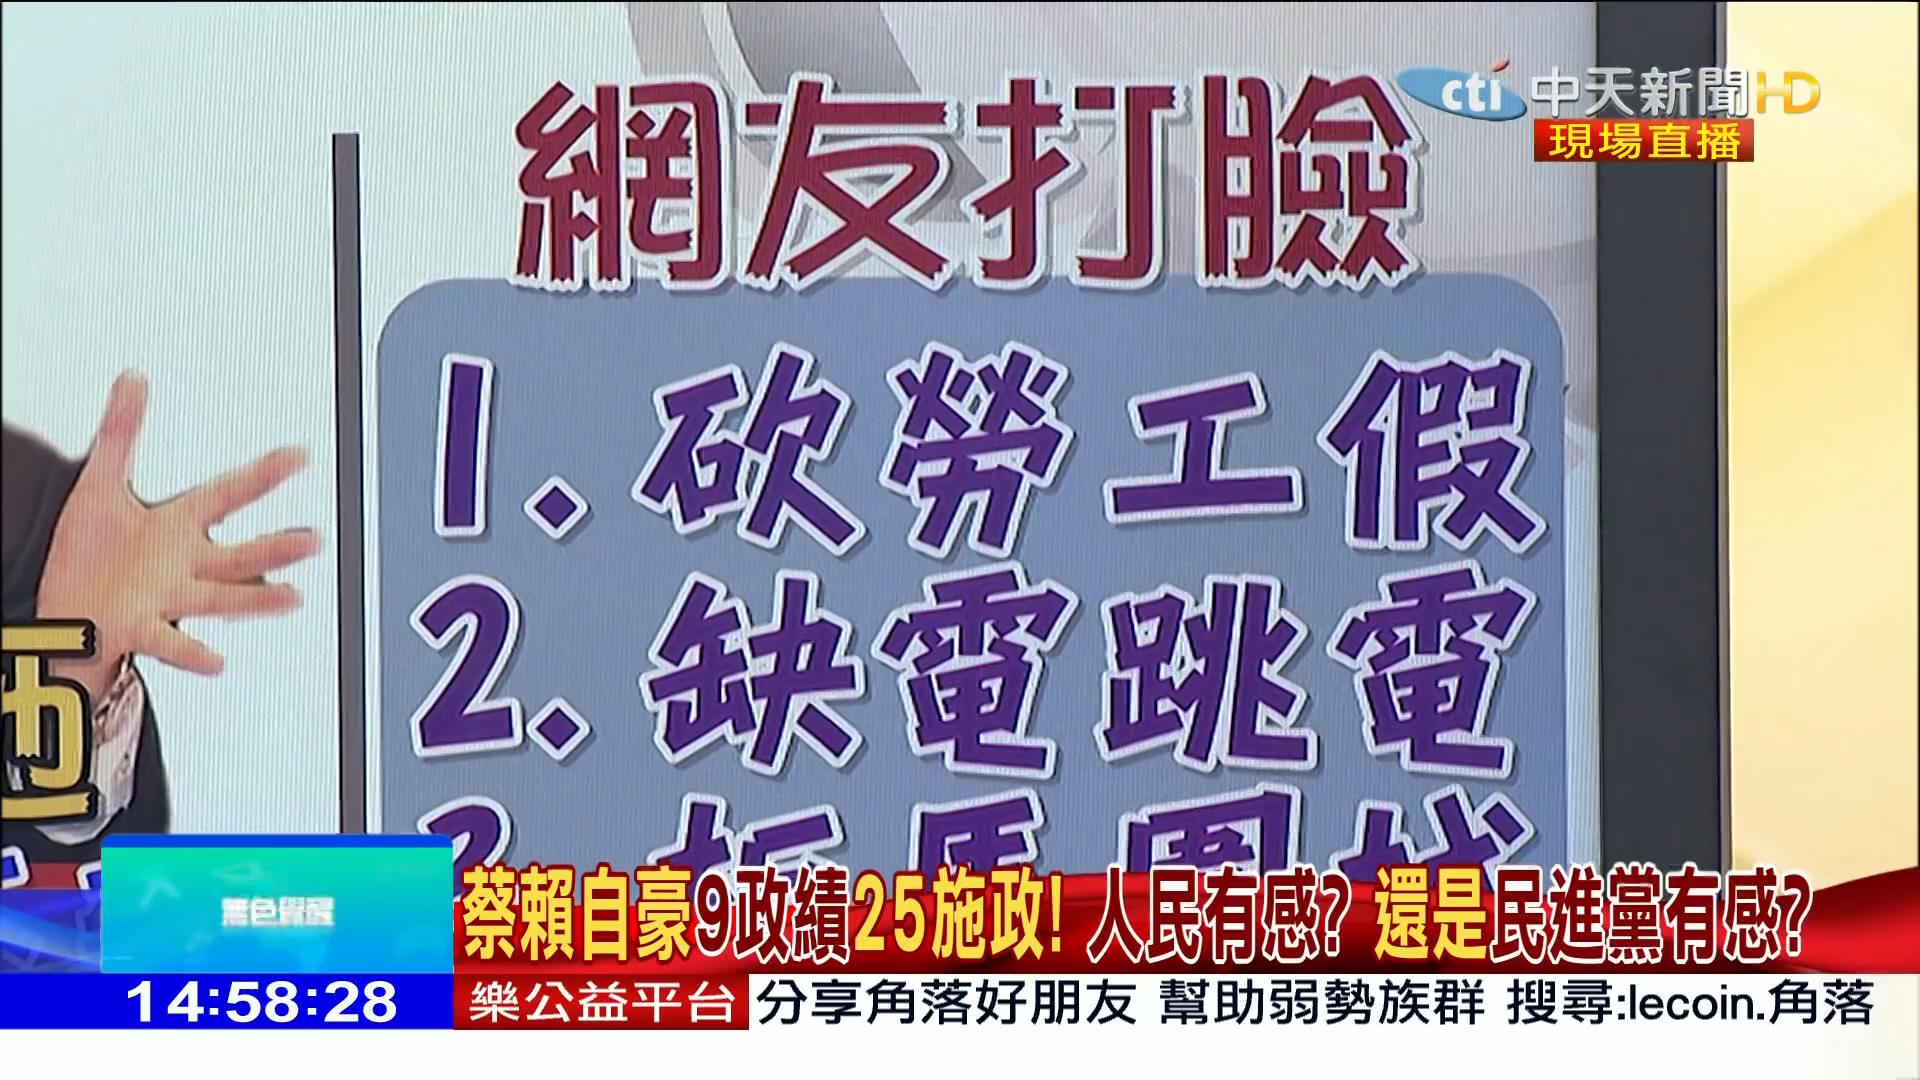 cti 中天新聞HD
現場直播
網友打臉
1. 砍勞工假
2. 缺電跳電
蔡賴自豪9政績25施政! 人民有感? 還是民進黨有感?
14:58:28
樂公益平台 分享角落好朋友 幫助弱勢族群 搜尋:lecoin.角落